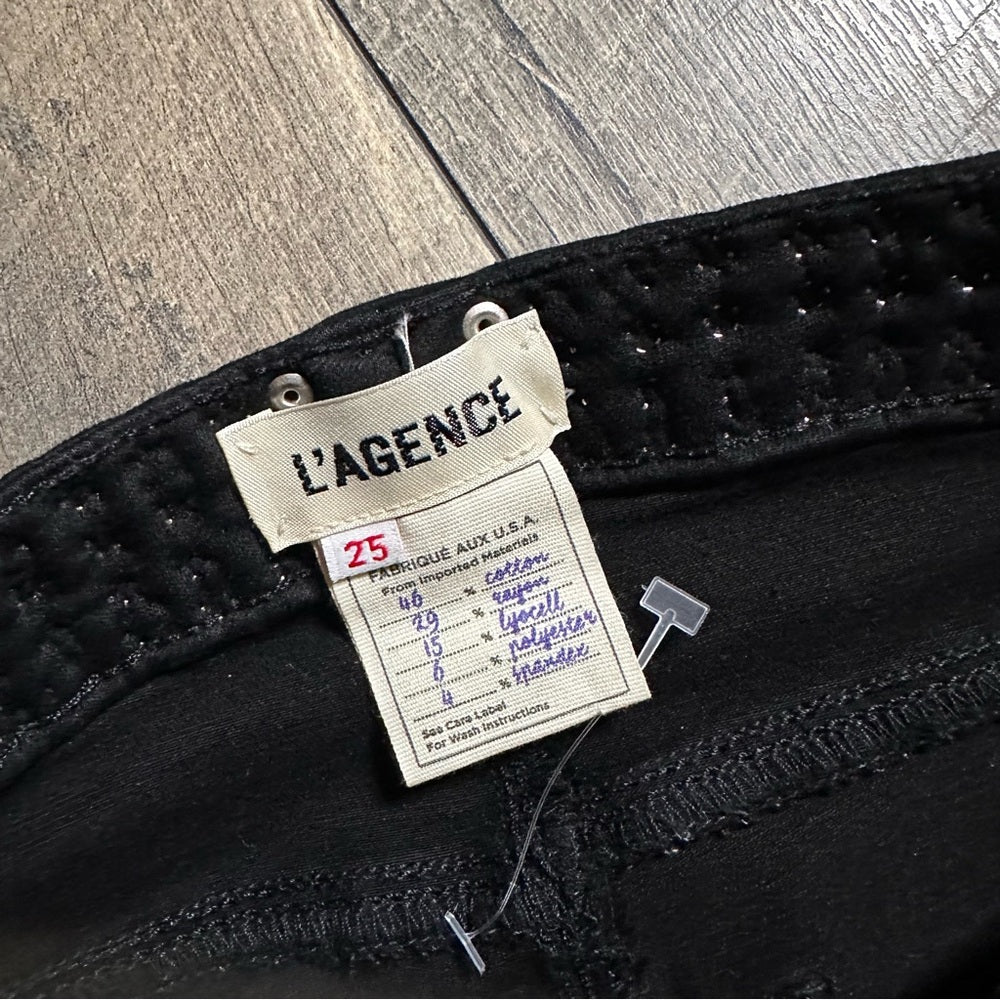 L'AGENCE
25
FABRIQUÉ AUX U.S.A.
From Imported Materials
46 % cotton
29 % rayon
15 % lyocell
6 % polyester
4 % spandex
See Care Label
For Wash Instructions